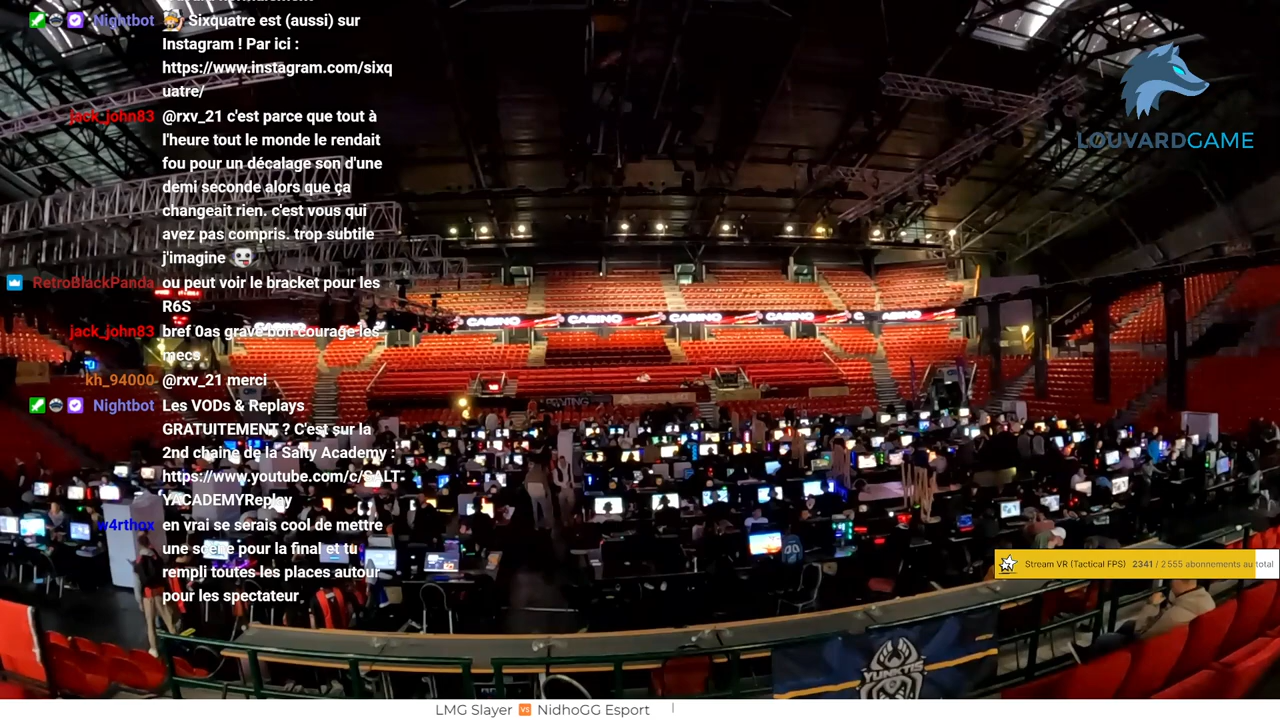 Nightbot Sixquatre est (aussi) sur
Instagram ! Par ici :
https://www.instagram.com/sixq
uatre/
jack_john83 @rxv_21 c'est parce que tout à
l'heure tout le monde le rendait
fou pour un décalage son d'une
demi seconde alors que ça
changeait rien. c'est vous qui
avez pas compris. trop subtile
j'imagine
RetroBlackPanda ou peut voir le bracket pour les
R6S
jack_john83 bref 0as grave bon courage les
mecs .
kh_94000 @rxv_21 merci
Nightbot Les VODs & Replays
GRATUITEMENT ? C'est sur la
2nd chaine de la Salty Academy :
https://www.youtube.com/c/SALT
YACADEMYReplay
w4rthox en vrai se serais cool de mettre
une scène pour la final et tu
rempli toutes les places autour
pour les spectateur
LOUVARDGAME
CASINO CASINO CASINO CASINO
Stream VR (Tactical FPS) 2341 / 2555 abonnements au total
YUNKTIS
LMG Slayer VS NidhoGG Esport |